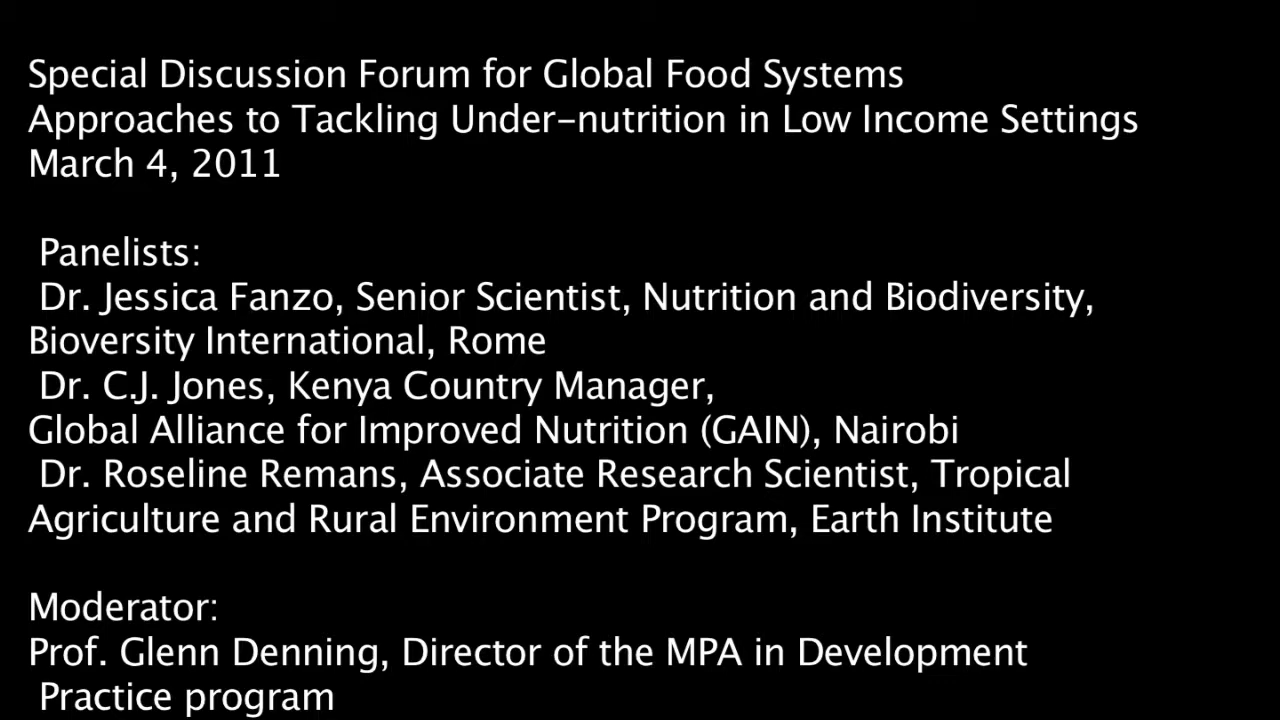 Special Discussion Forum for Global Food Systems
Approaches to Tackling Under-nutrition in Low Income Settings
March 4, 2011
Panelists:
Dr. Jessica Fanzo, Senior Scientist, Nutrition and Biodiversity,
Bioversity International, Rome
Dr. C.J. Jones, Kenya Country Manager,
Global Alliance for Improved Nutrition (GAIN), Nairobi
Dr. Roseline Remans, Associate Research Scientist, Tropical
Agriculture and Rural Environment Program, Earth Institute
Moderator:
Prof. Glenn Denning, Director of the MPA in Development
Practice program